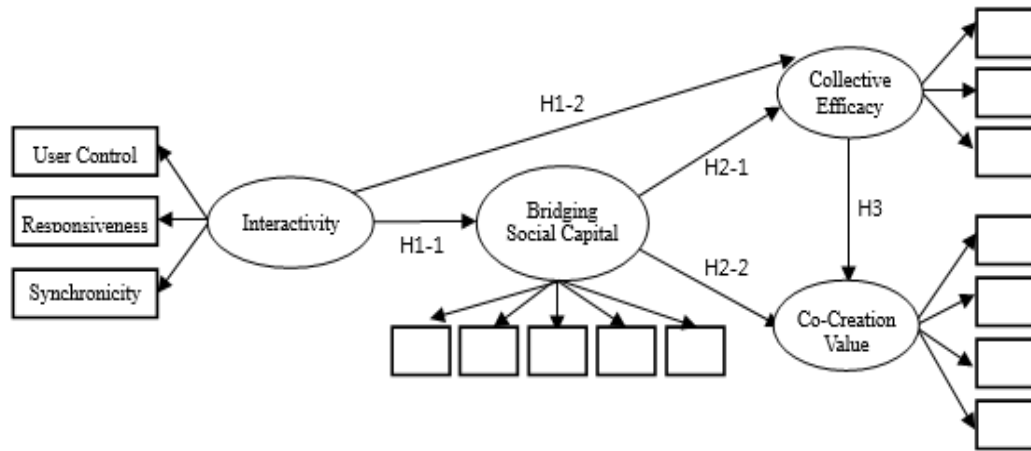 Collective
Efficacy
H1-2
User Control
H2-1
Responsiveness
Interactivity
Bridging
Social Capital
H3
H1-1
H2-2
Synchronicity
Co-Creation
Value